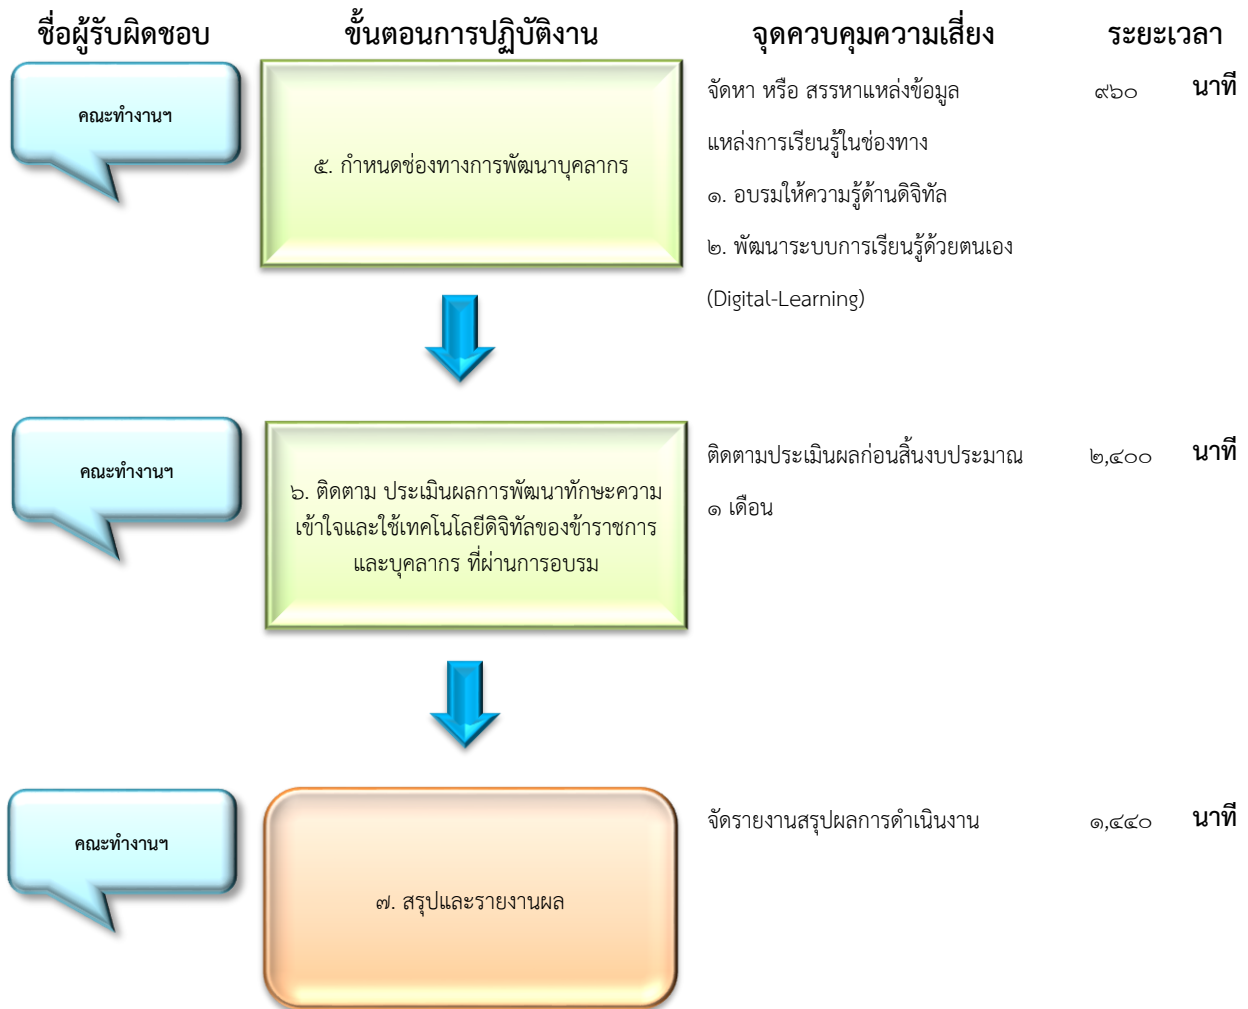 ชื่อผู้รับผิดชอบ ขั้นตอนการปฏิบัติงาน จุดควบคุมความเสี่ยง ระยะเวลา
คณะทำงานฯ
๕. กำหนดช่องทางการพัฒนาบุคลากร
จัดหา หรือ สรรหาแหล่งข้อมูล
แหล่งการเรียนรู้ในช่องทาง
๑. อบรมให้ความรู้ด้านดิจิทัล
๒. พัฒนาระบบการเรียนรู้ด้วยตนเอง
(Digital-Learning)
๙๖๐ นาที
คณะทำงานฯ
๖. ติดตาม ประเมินผลการพัฒนาทักษะความ
เข้าใจและใช้เทคโนโลยีดิจิทัลของข้าราชการ
และบุคลากร ที่ผ่านการอบรม
ติดตามประเมินผลก่อนสิ้นงบประมาณ
๑ เดือน
๒,๔๐๐ นาที
คณะทำงานฯ
๗. สรุปและรายงานผล
จัดรายงานสรุปผลการดำเนินงาน
๑,๔๔๐ นาที